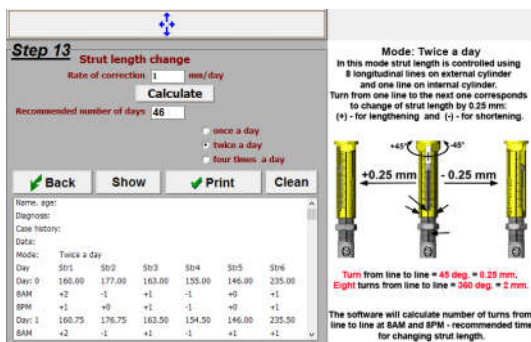 Step 13
Strut length change
Rate of correction 1 mm/day
Calculate
Recommended number of days 46
once a day
twice a day
four times a day
Back Show Print Clean
Name, age:
Diagnosis:
Case history:
Date:
Mode: Twice a day
Day Str1 Str2 Str3 Str4 Str5 Str6
Day: 0 160.00 177.00 163.00 155.00 146.00 235.00
8AM +2 -1 +1 -1 +0 +1
8PM +1 +0 +1 -1 +0 +1
Day: 1 160.75 176.75 163.50 154.50 146.00 235.50
8AM +2 -1 +1 -1 +1 +1
Mode: Twice a day
In this mode strut length is controlled using
8 longitudinal lines on external cylinder
and one line on internal cylinder.
Turn from one line to the next one corresponds
to change of strut length by 0.25 mm:
(+) - for lengthening and (-) - for shortening.
+45° -45°
+0.25 mm - 0.25 mm
Turn from line to line = 45 deg. = 0.25 mm.
Eight turns from line to line = 360 deg. = 2 mm.
The software will calculate number of turns from
line to line at 8AM and 8PM - recommended time
for changing strut length.